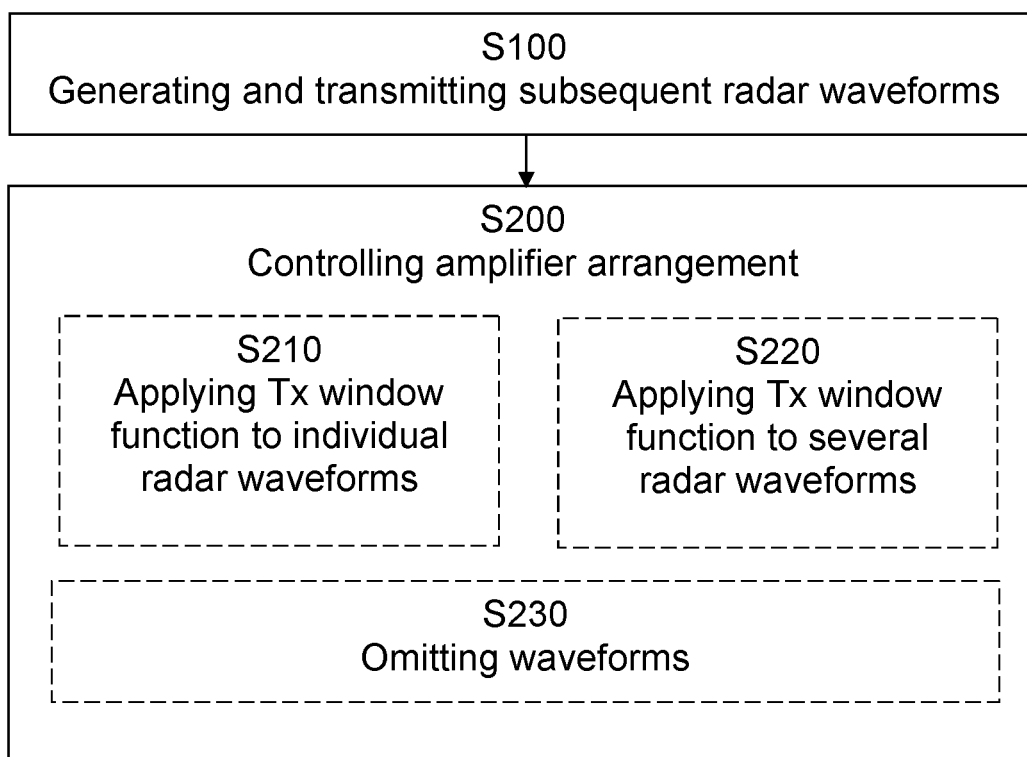 S100
Generating and transmitting subsequent radar waveforms
S200
Controlling amplifier arrangement
S210
Applying Tx window
function to individual
radar waveforms
S220
Applying Tx window
function to several
radar waveforms
S230
Omitting waveforms